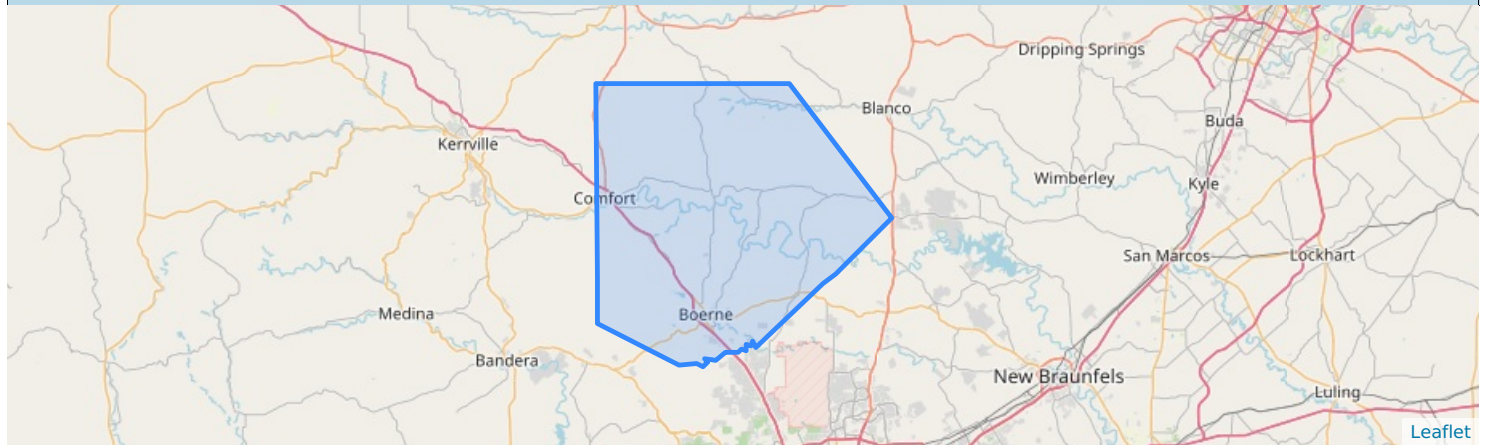 Dripping Springs
Blanco
Buda
Kerrville
Wimberley
Kyle
Comfort
San Marcos
Lockhart
Medina
Boerne
Bandera
New Braunfels
Luling
Leaflet